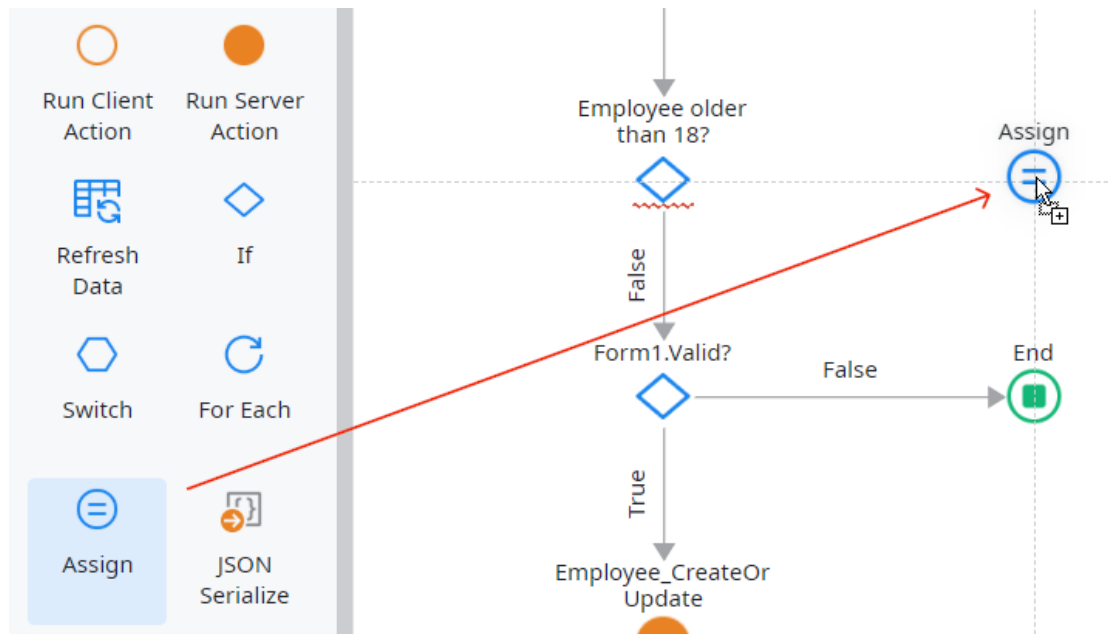 Run Client
Action
Run Server
Action
Refresh
Data
If
Switch
For Each
Assign
JSON
Serialize
Employee older
than 18?
Assign
False
Form1.Valid?
False
End
True
Employee_CreateOr
Update